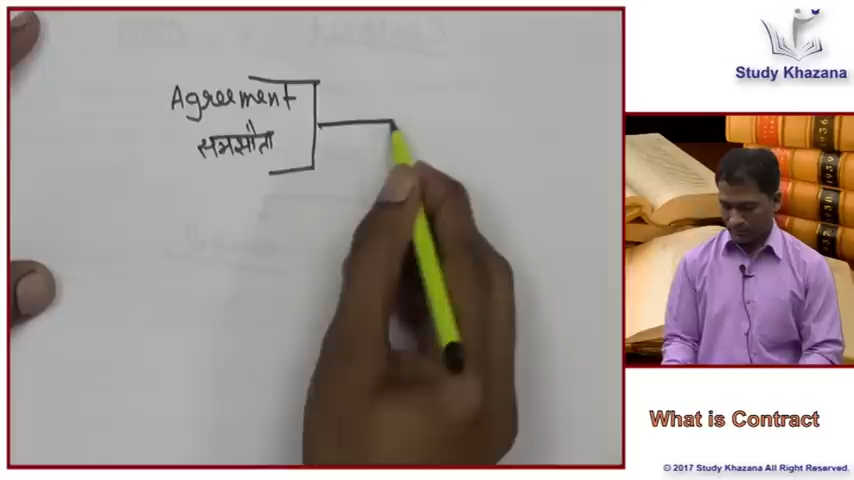 Agreement
समझौता
Study Khazana
What is Contract
© 2017 Study Khazana All Right Reserved.